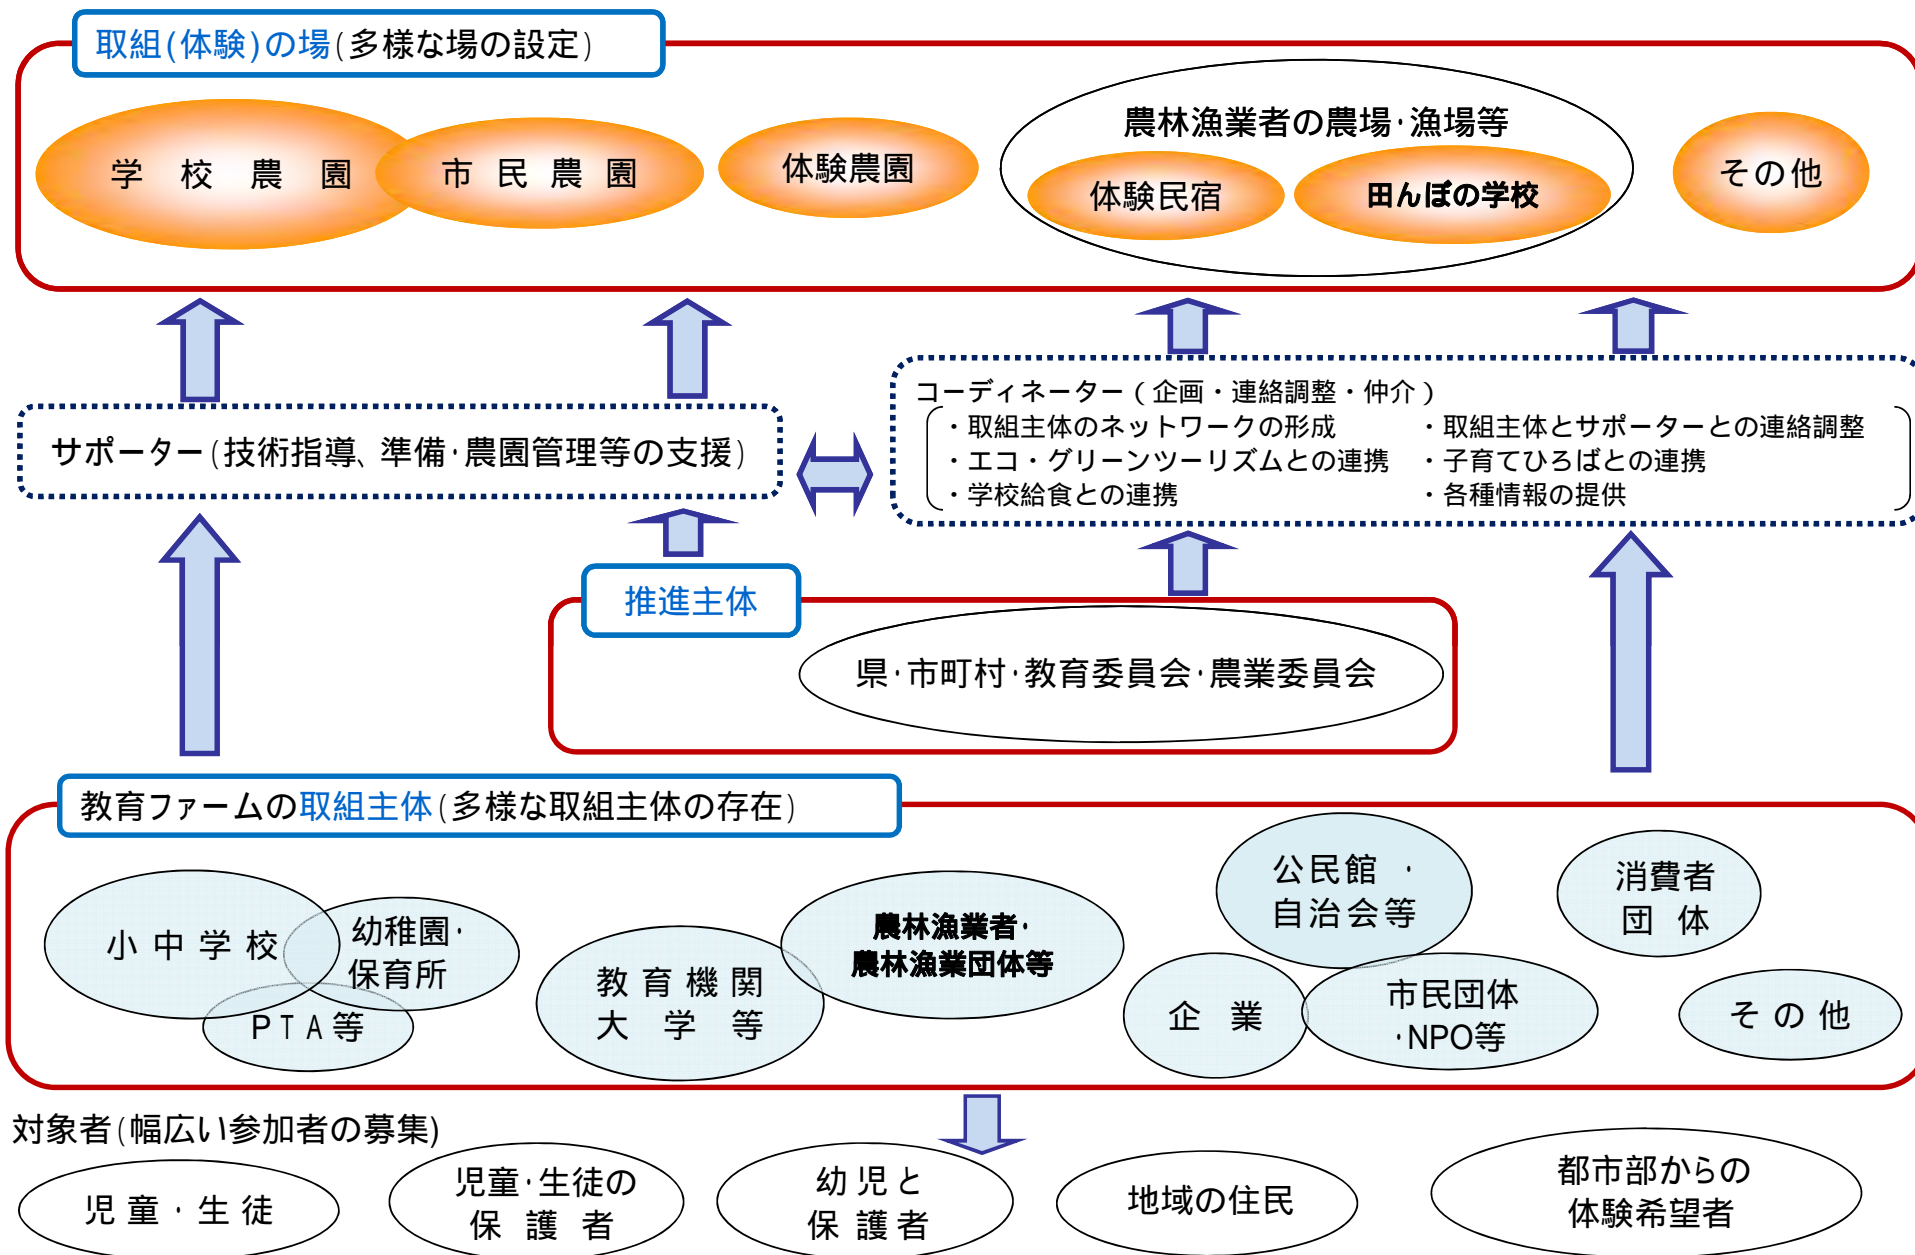 取組(体験)の場(多様な場の設定)
学校農園
市民農園
体験農園
農林漁業者の農場・漁場等
体験民宿
田んぼの学校
その他
サポーター(技術指導、準備・農園管理等の支援)
コーディネーター（企画・連絡調整・仲介）
・取組主体のネットワークの形成
・取組主体とサポーターとの連絡調整
・エコ・グリーンツーリズムとの連携
・子育てひろばとの連携
・学校給食との連携
・各種情報の提供
推進主体
県・市町村・教育委員会・農業委員会
教育ファームの取組主体(多様な取組主体の存在)
小中学校
幼稚園・
保育所
PTA等
教育機関
大学等
農林漁業者・
農林漁業団体等
公民館・
自治会等
企業
市民団体
・NPO等
消費者
団体
その他
対象者(幅広い参加者の募集)
児童・生徒
児童・生徒の
保護者
幼児と
保護者
地域の住民
都市部からの
体験希望者